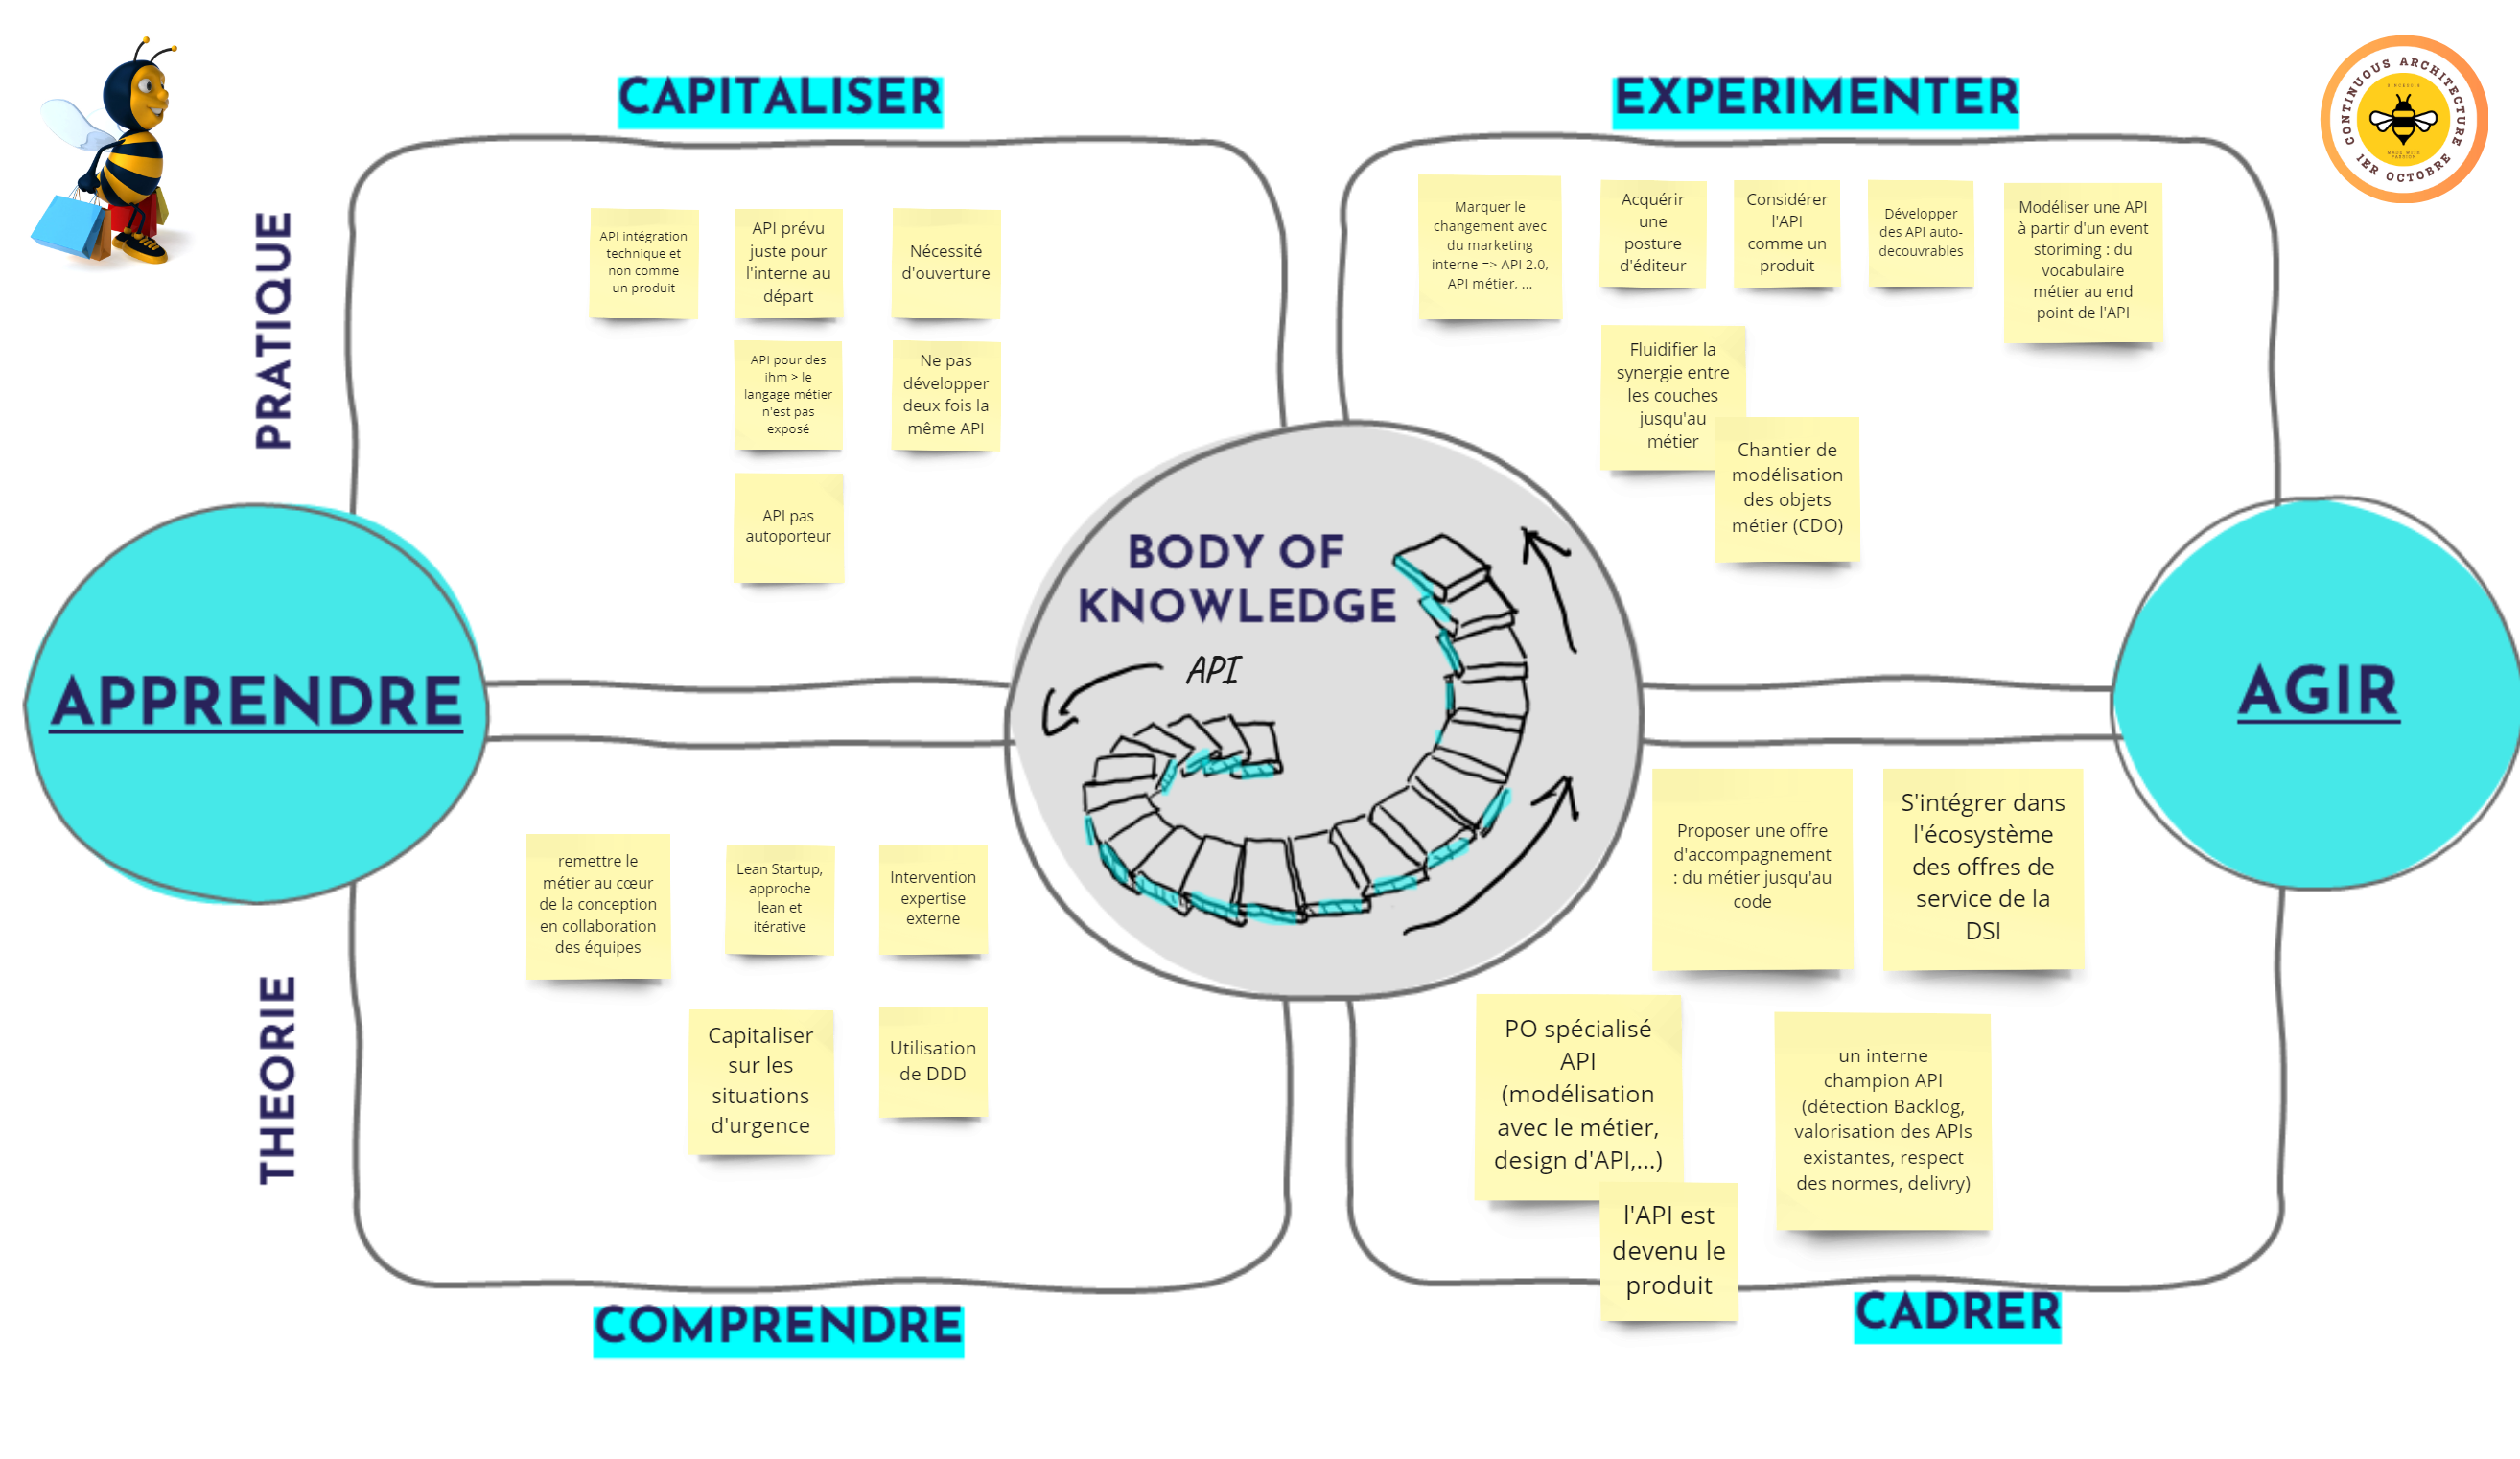 CAPITALISER
EXPERIMENTER
CONTINUOUS ARCHITECTURE
MADE WITH
PASSION
1ER OCTOBRE
PRATIQUE
API intégration
technique et
non comme
un produit
API prévu
juste pour
l'interne au
départ
Nécessité
d'ouverture
API pour des
ihm > le
langage métier
n'est pas
exposé
Ne pas
développer
deux fois la
même API
API pas
autoporteur
Marquer le
changement avec
du marketing
interne => API 2.0,
API métier, ...
Acquérir
une
posture
d'éditeur
Considérer
l'API
comme un
produit
Développer
des API auto-
decouvrables
Modéliser une API
à partir d'un event
storiming : du
vocabulaire
métier au end
point de l'API
Fluidifier la
synergie entre
les couches
jusqu'au
métier
Chantier de
modélisation
des objets
métier (CDO)
BODY OF
KNOWLEDGE
API
APPRENDRE
AGIR
THEORIE
remettre le
métier au cœur
de la conception
en collaboration
des équipes
Lean Startup,
approche
lean et
itérative
Intervention
expertise
externe
Capitaliser
sur les
situations
d'urgence
Utilisation
de DDD
Proposer une offre
d'accompagnement
: du métier jusqu'au
code
S'intégrer dans
l'écosystème
des offres de
service de la
DSI
PO spécialisé
API
(modélisation
avec le métier,
design d'API,...)
un interne
champion API
(détection Backlog,
valorisation des APIs
existantes, respect
des normes, delivry)
l'API est
devenu le
produit
COMPRENDRE
CADRER